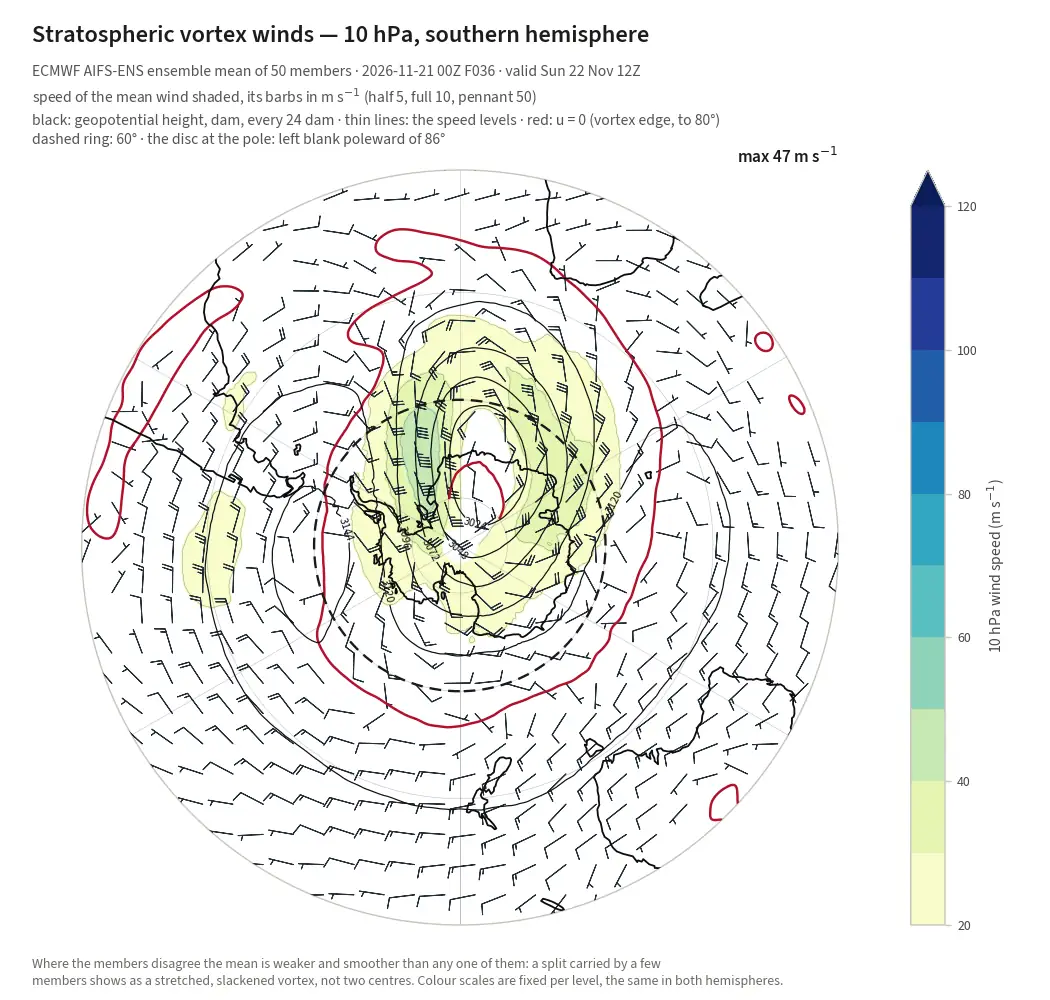 Stratospheric vortex winds — 10 hPa, southern hemisphere
ECMWF AIFS-ENS ensemble mean of 50 members · 2026-11-21 00Z F036 · valid Sun 22 Nov 12Z
speed of the mean wind shaded, its barbs in m s⁻¹ (half 5, full 10, pennant 50)
black: geopotential height, dam, every 24 dam · thin lines: the speed levels · red: u = 0 (vortex edge, to 80°)
dashed ring: 60° · the disc at the pole: left blank poleward of 86°
max 47 m s⁻¹
120
100
80
60
40
20
10 hPa wind speed (m s⁻¹)
3120
3024
3048
3072
3096
Where the members disagree the mean is weaker and smoother than any one of them: a split carried by a few
members shows as a stretched, slackened vortex, not two centres. Colour scales are fixed per level, the same in both hemispheres.